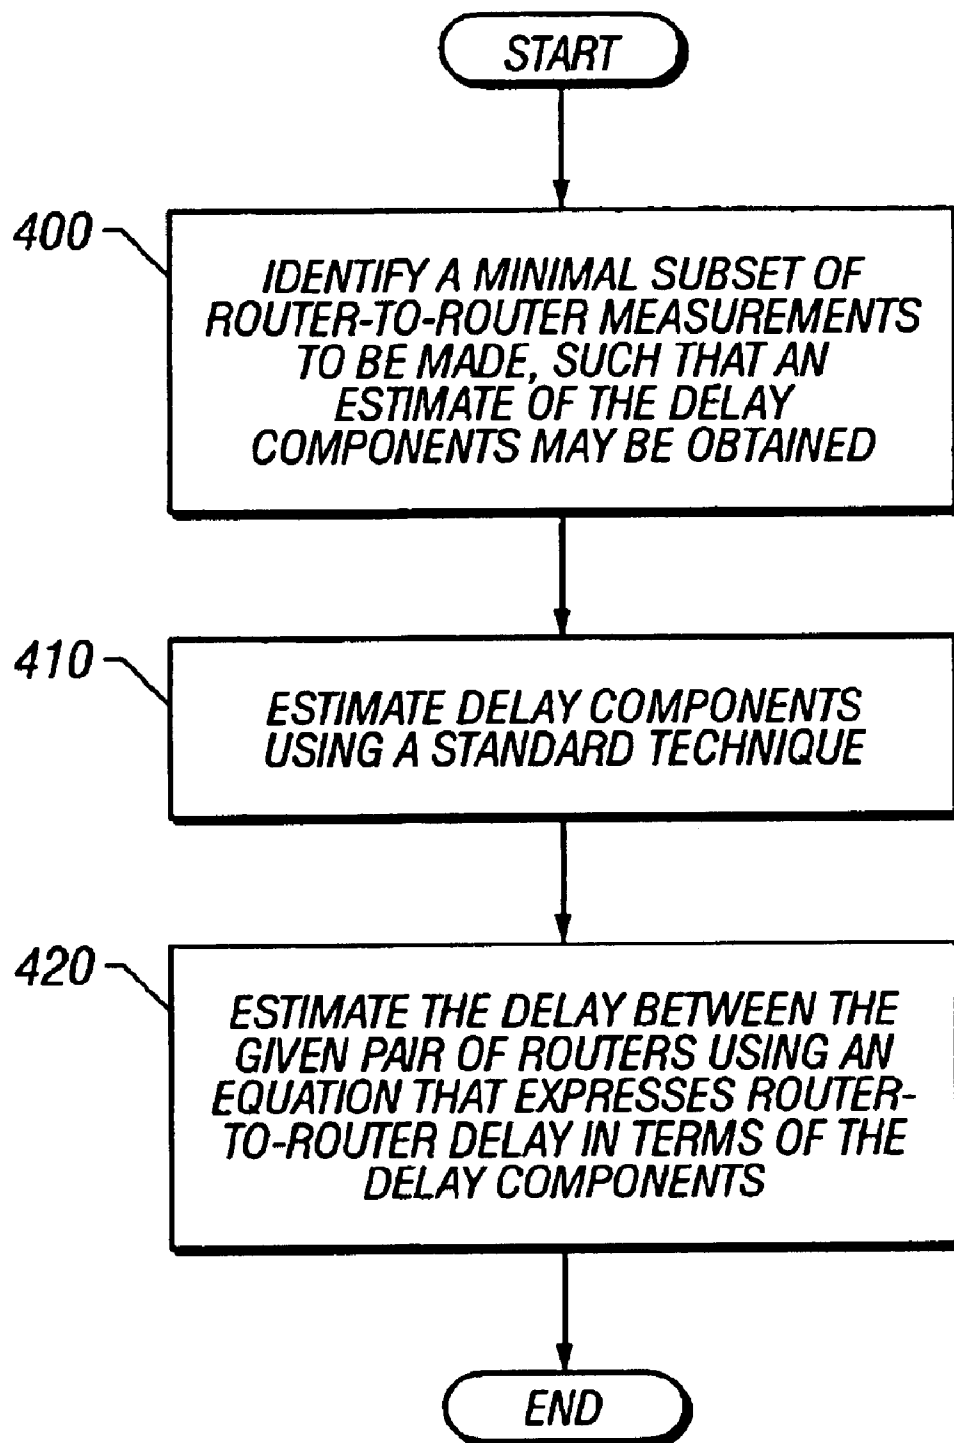 START
400
IDENTIFY A MINIMAL SUBSET OF
ROUTER-TO-ROUTER MEASUREMENTS
TO BE MADE, SUCH THAT AN
ESTIMATE OF THE DELAY
COMPONENTS MAY BE OBTAINED
410
ESTIMATE DELAY COMPONENTS
USING A STANDARD TECHNIQUE
420
ESTIMATE THE DELAY BETWEEN THE
GIVEN PAIR OF ROUTERS USING AN
EQUATION THAT EXPRESSES ROUTER-
TO-ROUTER DELAY IN TERMS OF THE
DELAY COMPONENTS
END